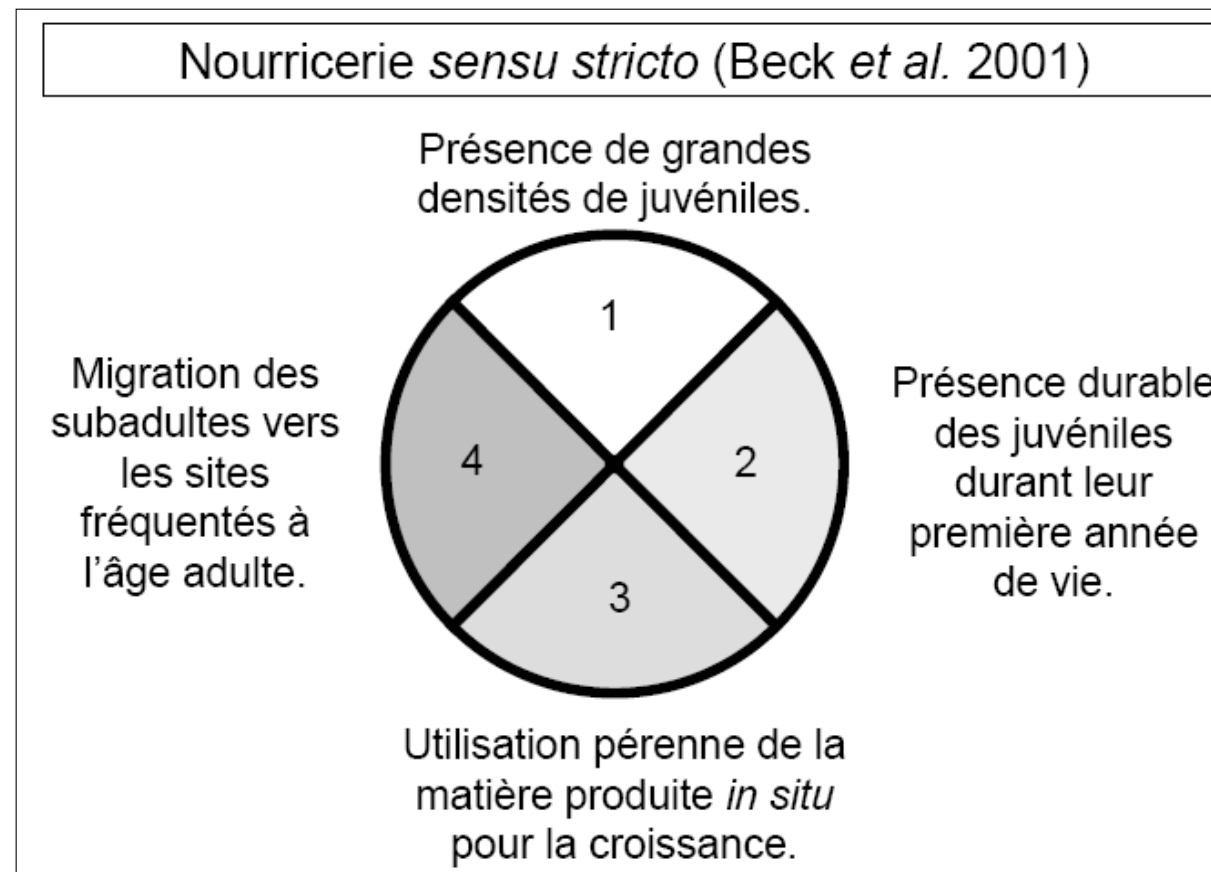 Nourricerie sensu stricto (Beck et al. 2001)
Présence de grandes
densités de juvéniles.
1
Présence durable
des juvéniles
durant leur
première année
de vie.
2
3
Utilisation pérenne de la
matière produite in situ
pour la croissance.
4
Migration des
subadultes vers
les sites
fréquentés à
l'âge adulte.